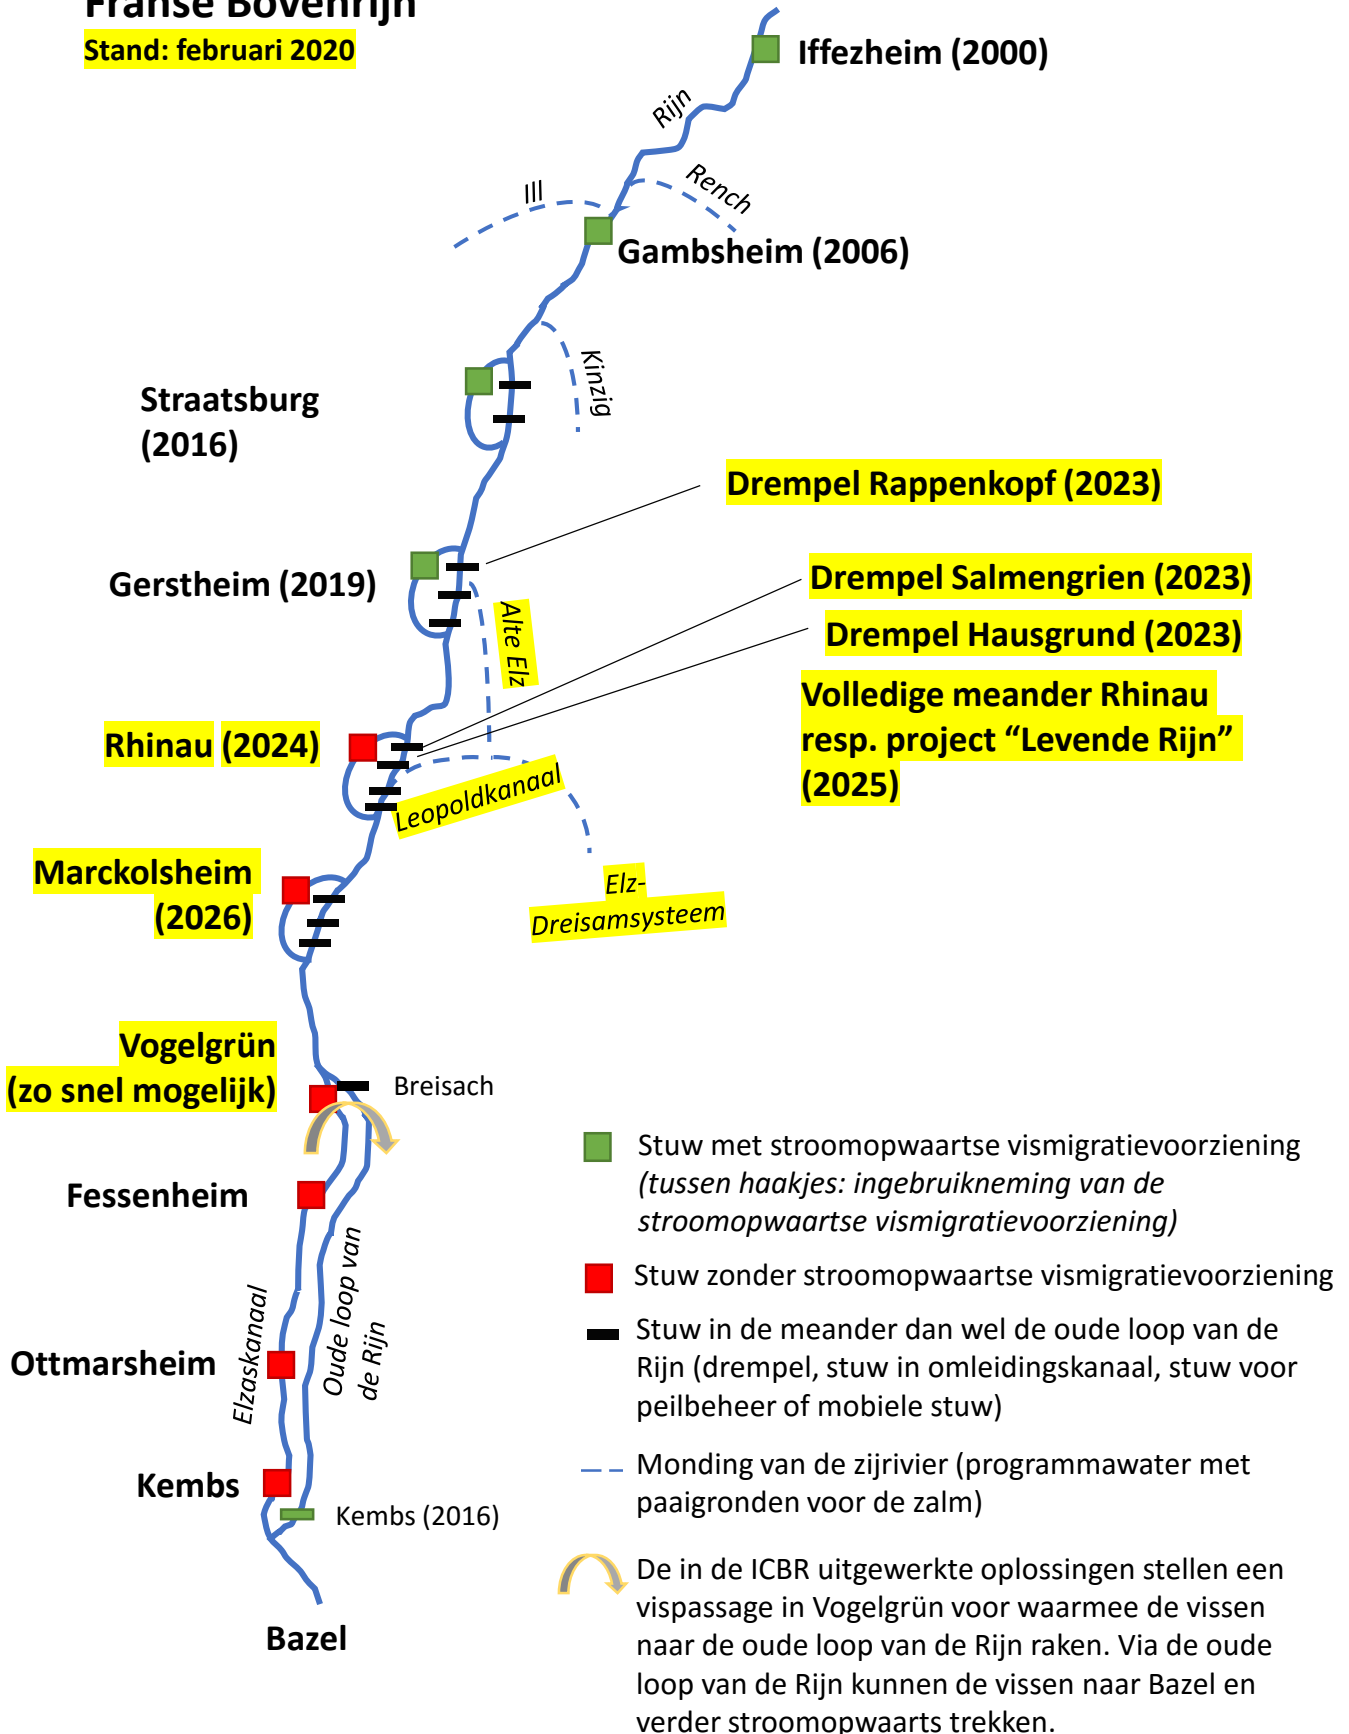 Franse Bovenrijn
Stand: februari 2020
Iffezheim (2000)
Rijn
Ill
Rench
Gambsheim (2006)
Kinzig
Straatsburg
(2016)
Drempel Rappenkopf (2023)
Gerstheim (2019)
Drempel Salmengrien (2023)
Alte Elz
Drempel Hausgrund (2023)
Volledige meander Rhinau
resp. project “Levende Rijn”
(2025)
Rhinau (2024)
Leopoldkanaal
Marckolsheim
(2026)
Elz-
Dreisamsysteem
Vogelgrün
(zo snel mogelijk)
Breisach
Fessenheim
Elzaskanaal
Oude loop van
de Rijn
Ottmarsheim
Kembs
Kembs (2016)
Bazel
Stuw met stroomopwaartse vismigratievoorziening
(tussen haakjes: ingebruikneming van de
stroomopwaartse vismigratievoorziening)
Stuw zonder stroomopwaartse vismigratievoorziening
Stuw in de meander dan wel de oude loop van de
Rijn (drempel, stuw in omleidingskanaal, stuw voor
peilbeheer of mobiele stuw)
Monding van de zijrivier (programmawater met
paaigronden voor de zalm)
De in de ICBR uitgewerkte oplossingen stellen een
vispassage in Vogelgrün voor waarmee de vissen
naar de oude loop van de Rijn raken. Via de oude
loop van de Rijn kunnen de vissen naar Bazel en
verder stroomopwaarts trekken.